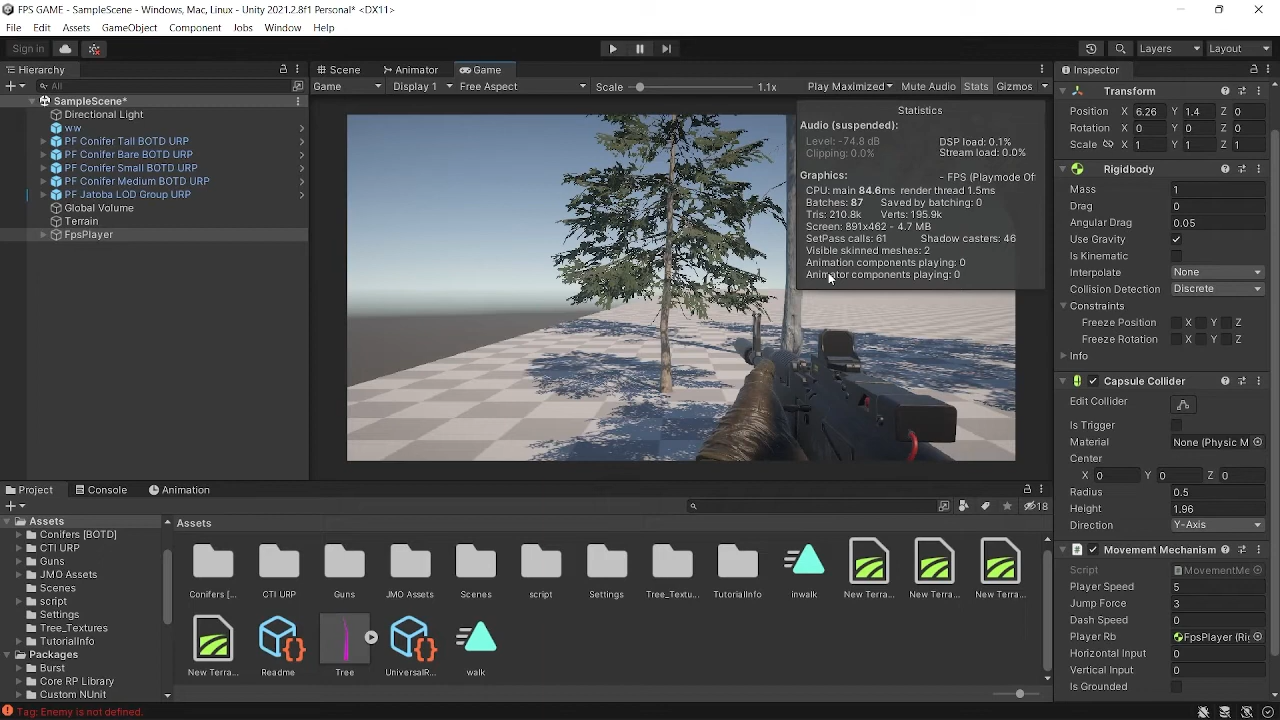 FPS GAME - SampleScene - Windows, Mac, Linux - Unity 2021.2.8f1 Personal* <DX11>
File Edit Assets GameObject Component Jobs Window Help
Sign in
Layers Layout
Hierarchy
All
SampleScene*
Directional Light
ww
PF Conifer Tall BOTD URP
PF Conifer Bare BOTD URP
PF Conifer Small BOTD URP
PF Conifer Medium BOTD URP
PF Jatoba LOD Group URP
Global Volume
Terrain
FpsPlayer
Scene Animator Game
Game Display 1 Free Aspect Scale 1.1x Play Maximized Mute Audio Stats Gizmos
Statistics
Audio (suspended):
Level: -74.8 dB DSP load: 0.1%
Clipping: 0.0% Stream load: 0.0%
Graphics: - FPS (Playmode Of
CPU: main 84.6ms render thread 1.5ms
Batches: 87 Saved by batching: 0
Tris: 210.8k Verts: 195.9k
Screen: 891x462 - 4.7 MB
SetPass calls: 61 Shadow casters: 46
Visible skinned meshes: 2
Animation components playing: 0
Animator components playing: 0
Inspector
Transform
Position X 6.26 Y 1.4 Z 0
Rotation X 0 Y 0 Z 0
Scale X 1 Y 1 Z 1
Rigidbody
Mass 1
Drag 0
Angular Drag 0.05
Use Gravity
Is Kinematic
Interpolate None
Collision Detection Discrete
Constraints
Freeze Position X Y Z
Freeze Rotation X Y Z
Info
Capsule Collider
Edit Collider
Is Trigger
Material None (Physic M
Center
X 0 Y 0 Z 0
Radius 0.5
Height 1.96
Direction Y-Axis
Movement Mechanism
Script MovementMe
Player Speed 5
Jump Force 3
Dash Speed 0
Player Rb FpsPlayer (Rig
Horizontal Input 0
Vertical Input 0
Is Grounded
Project Console Animation
18
Assets
Conifers [BOTD]
CTI URP
Guns
JMO Assets
Scenes
script
Settings
Tree_Textures
TutorialInfo
Packages
Burst
Core RP Library
Custom NUnit
Assets
Conifers [... CTI URP Guns JMO Assets Scenes script Settings Tree_Textu... TutorialInfo inwalk New Terra... New Terra... New Terra...
New Terra... Readme Tree UniversalR... walk
Tag: Enemy is not defined.